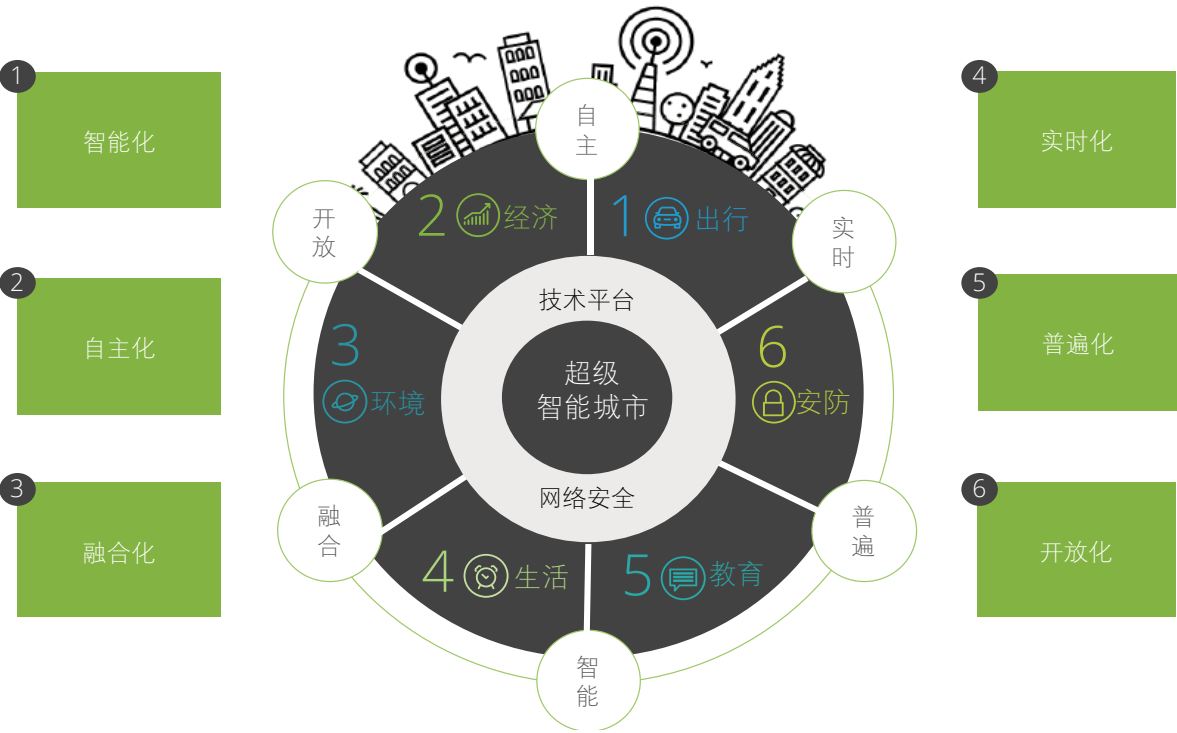 1
智能化
2
自主化
3
融合化
自
主
开
放
实
时
2 经济
1 出行
3
环境
6
安防
技术平台
超级
智能城市
网络安全
融
合
普
遍
4 生活
5 教育
智
能
4
实时化
5
普遍化
6
开放化